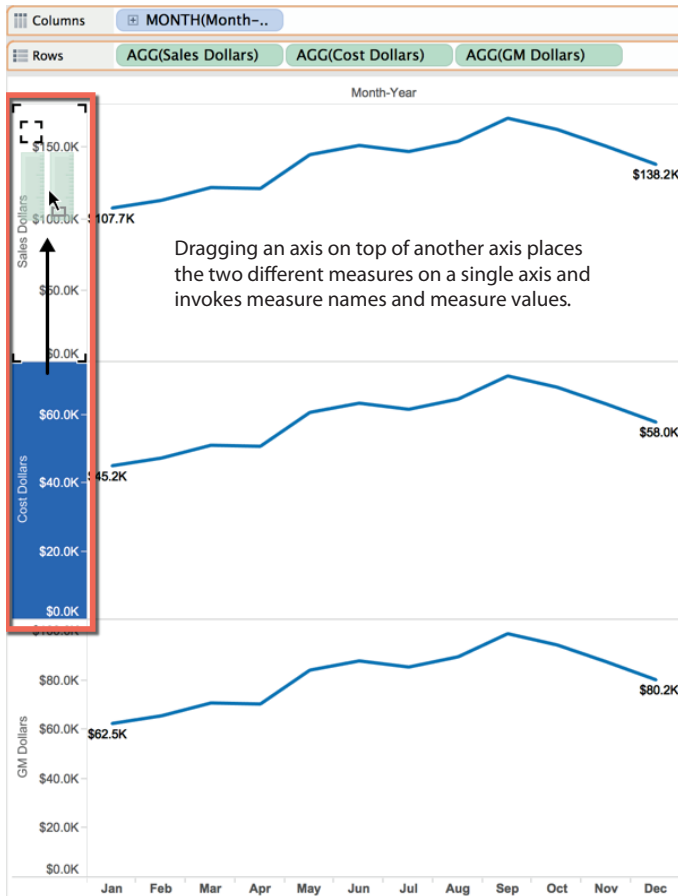 Columns
MONTH(Month-..
Rows
AGG(Sales Dollars)
AGG(Cost Dollars)
AGG(GM Dollars)
Month-Year
$150.0K
$100.0K
$50.0K
$0.0K
Sales Dollars
$107.7K
$138.2K
Dragging an axis on top of another axis places
the two different measures on a single axis and
invokes measure names and measure values.
$60.0K
$40.0K
$20.0K
$0.0K
Cost Dollars
$45.2K
$58.0K
$100.0K
$80.0K
$60.0K
$40.0K
$20.0K
$0.0K
GM Dollars
$62.5K
$80.2K
Jan Feb Mar Apr May Jun Jul Aug Sep Oct Nov Dec